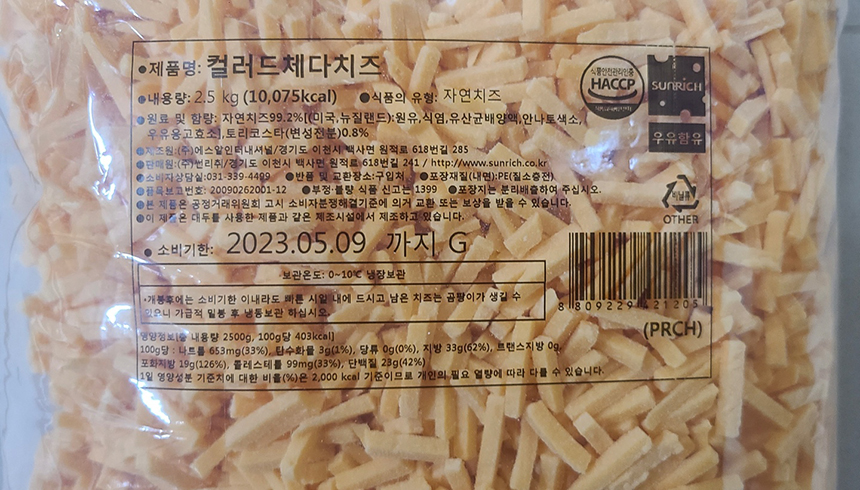 ●제품명: 컬러드체다치즈
●내용량: 2.5 kg (10,075kcal) ●식품의 유형: 자연치즈
●원료 및 함량: 자연치즈99.2%[(미국,뉴질랜드):원유,식염,유산균배양액,안나토색소,
우유응고효소],토리코스타(변성전분)0.8%
●제조원:(주)에스알인터내셔널/경기도 이천시 백사면 원적로 618번길 285
●판매원:(주)썬리취/경기도 이천시 백사면 원적로 618번길 241 / http://www.sunrich.co.kr
●소비자상담실:031-339-4409 ●반품 및 교환장소:구입처 ●포장재질(내면):PE(질소충전)
●품목보고번호: 20090262001-12 ●부정·불량 식품 신고는 1399 ●포장지는 분리배출하여 주십시오.
●본 제품은 공정거래위원회 고시 소비자분쟁해결기준에 의거 교환 또는 보상을 받을 수 있습니다.
●이 제품은 대두를 사용한 제품과 같은 제조시설에서 제조하고 있습니다.
● 소비기한: 2023.05.09 까지 G
·보관온도: 0~10℃ 냉장보관
·개봉후에는 소비기한 이내라도 빠른 시일 내에 드시고 남은 치즈는 곰팡이가 생길 수
있으니 가급적 밀봉 후 냉동보관 하십시오.
영양정보[총 내용량 2500g, 100g당 403kcal]
100g당 : 나트륨 653mg(33%), 탄수화물 3g(1%), 당류 0g(0%), 지방 33g(62%), 트랜스지방 0g,
포화지방 19g(126%), 콜레스테롤 99mg(33%), 단백질 23g(42%)
1일 영양성분 기준치에 대한 비율(%)은 2,000 kcal 기준이므로 개인의 필요 열량에 따라 다를 수 있습니다.
식품안전관리인증
HACCP
SUNRICH
우유함유
비닐류
OTHER
8 809229 421205
(PRCH)